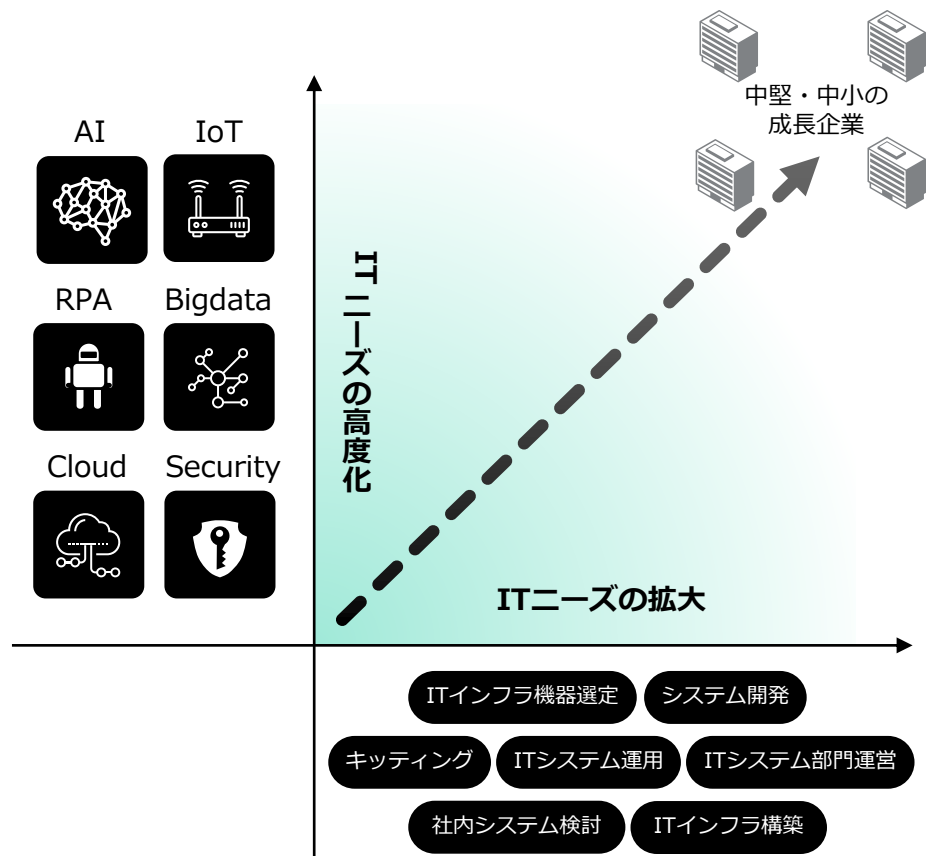 中堅・中小の
成長企業
AI
IoT
RPA
Bigdata
Cloud
Security
ITニーズの高度化
ITニーズの拡大
ITインフラ機器選定
システム開発
キッティング
ITシステム運用
ITシステム部門運営
社内システム検討
ITインフラ構築